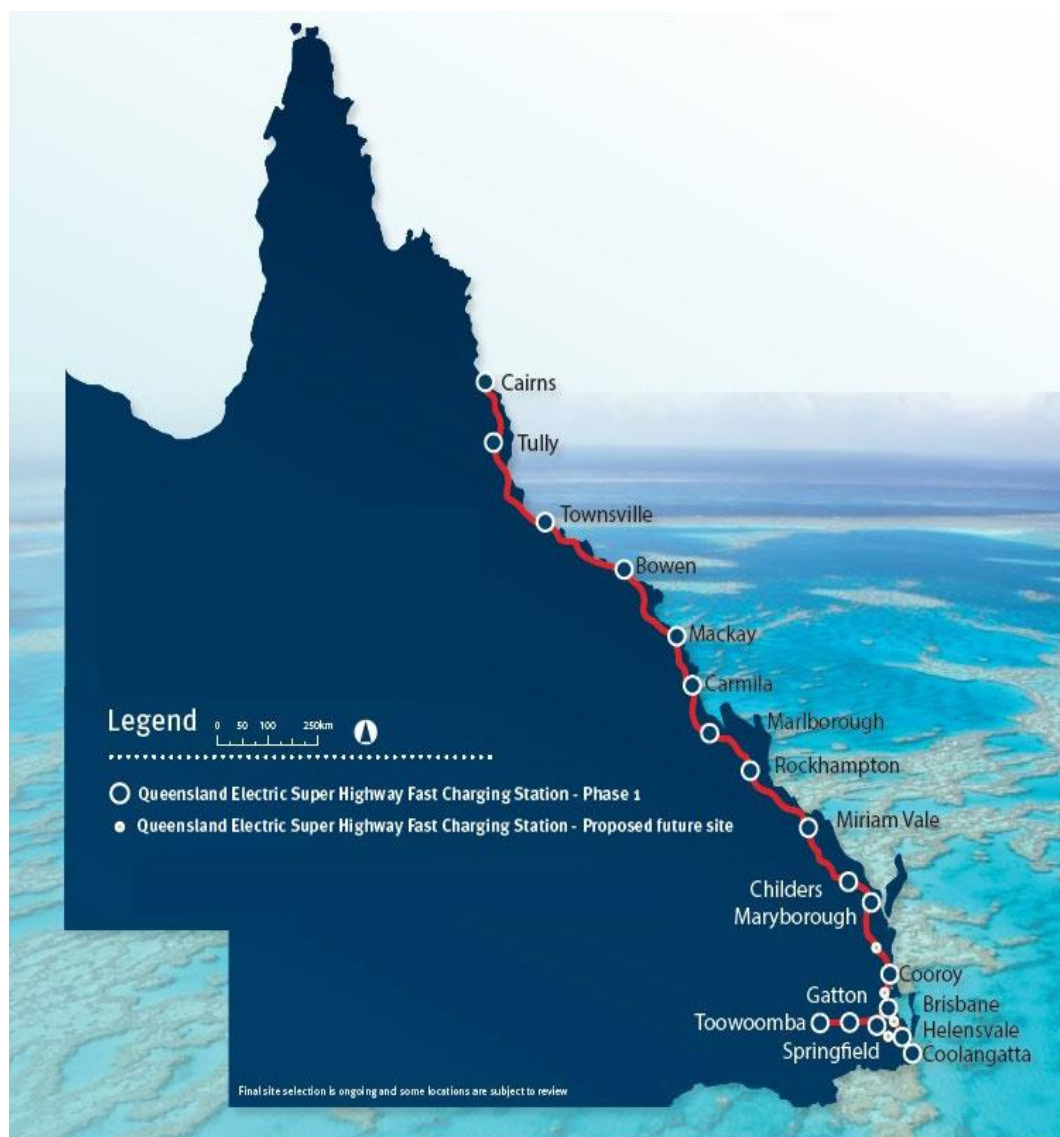 Cairns
Tully
Townsville
Bowen
Mackay
Carmila
Marlborough
Rockhampton
Miriam Vale
Childers
Maryborough
Cooroy
Gatton
Brisbane
Toowoomba
Helensvale
Springfield
Coolangatta
Legend
0 50 100 250km
Queensland Electric Super Highway Fast Charging Station - Phase 1
Queensland Electric Super Highway Fast Charging Station - Proposed future site
Final site selection is ongoing and some locations are subject to review